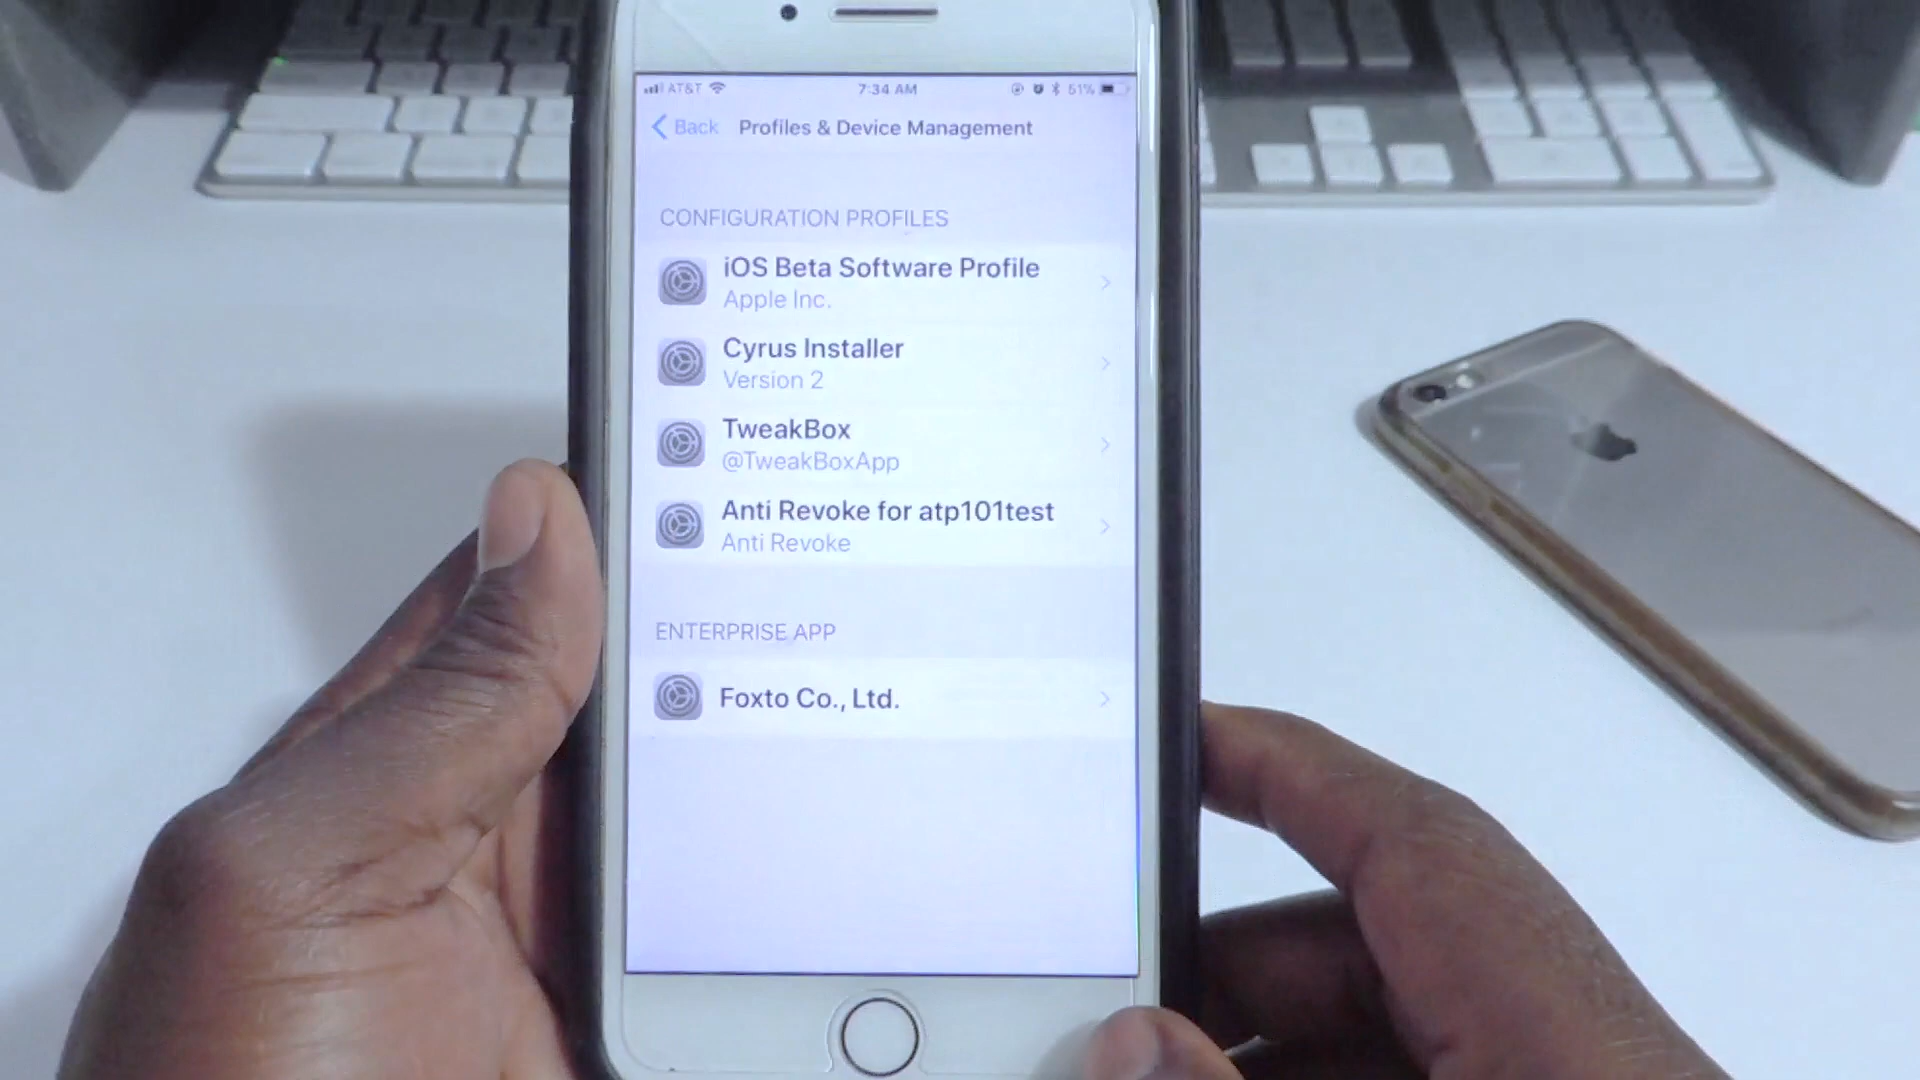 AT&T 7:34 AM 51%
Back Profiles & Device Management
CONFIGURATION PROFILES
iOS Beta Software Profile
Apple Inc.
Cyrus Installer
Version 2
TweakBox
@TweakBoxApp
Anti Revoke for atp101test
Anti Revoke
ENTERPRISE APP
Foxto Co., Ltd.